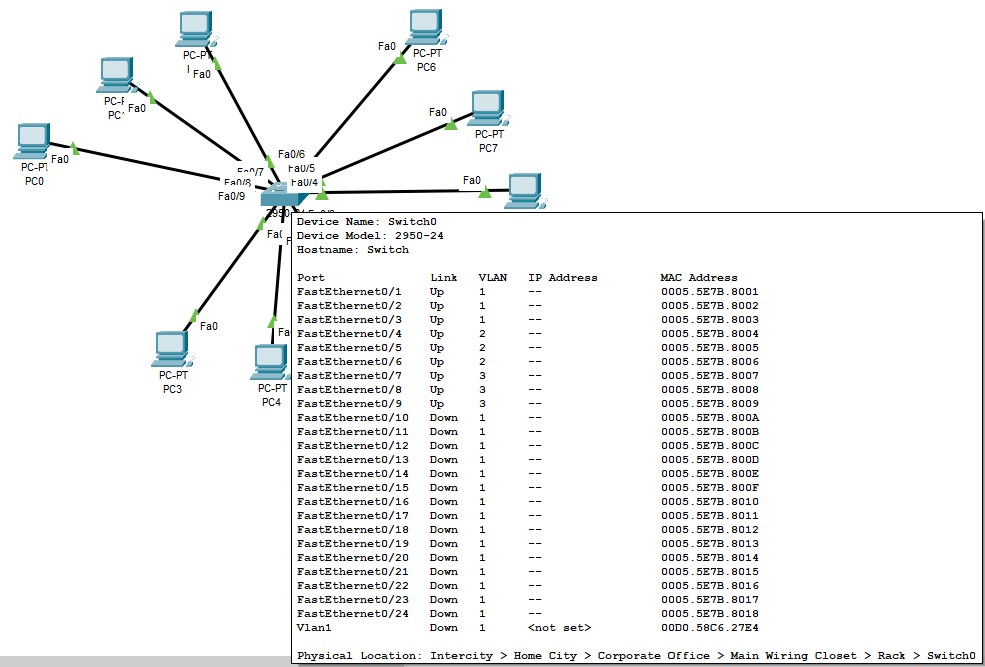 PC-PT
Fa0
PC-PT
Fa0
PC-PT
PC6
Fa0
Fa0
PC-PT
PC0
Fa0
PC-PT
PC7
Fa0
Fa0/6
Fa0/5
Fa0/7
Fa0/4
Fa0/8
Fa0/9
Fa0
PC-PT
PC3
PC-PT
PC4
Device Name: Switch0
Device Model: 2950-24
Hostname: Switch
Port Link VLAN IP Address MAC Address
FastEthernet0/1 Up 1 -- 0005.5E7B.8001
FastEthernet0/2 Up 1 -- 0005.5E7B.8002
FastEthernet0/3 Up 1 -- 0005.5E7B.8003
FastEthernet0/4 Up 2 -- 0005.5E7B.8004
FastEthernet0/5 Up 2 -- 0005.5E7B.8005
FastEthernet0/6 Up 2 -- 0005.5E7B.8006
FastEthernet0/7 Up 3 -- 0005.5E7B.8007
FastEthernet0/8 Up 3 -- 0005.5E7B.8008
FastEthernet0/9 Up 3 -- 0005.5E7B.8009
FastEthernet0/10 Down 1 -- 0005.5E7B.800A
FastEthernet0/11 Down 1 -- 0005.5E7B.800B
FastEthernet0/12 Down 1 -- 0005.5E7B.800C
FastEthernet0/13 Down 1 -- 0005.5E7B.800D
FastEthernet0/14 Down 1 -- 0005.5E7B.800E
FastEthernet0/15 Down 1 -- 0005.5E7B.800F
FastEthernet0/16 Down 1 -- 0005.5E7B.8010
FastEthernet0/17 Down 1 -- 0005.5E7B.8011
FastEthernet0/18 Down 1 -- 0005.5E7B.8012
FastEthernet0/19 Down 1 -- 0005.5E7B.8013
FastEthernet0/20 Down 1 -- 0005.5E7B.8014
FastEthernet0/21 Down 1 -- 0005.5E7B.8015
FastEthernet0/22 Down 1 -- 0005.5E7B.8016
FastEthernet0/23 Down 1 -- 0005.5E7B.8017
FastEthernet0/24 Down 1 -- 0005.5E7B.8018
Vlan1 Down 1 <not set> 00D0.58C6.27E4
Physical Location: Intercity > Home City > Corporate Office > Main Wiring Closet > Rack > Switch0